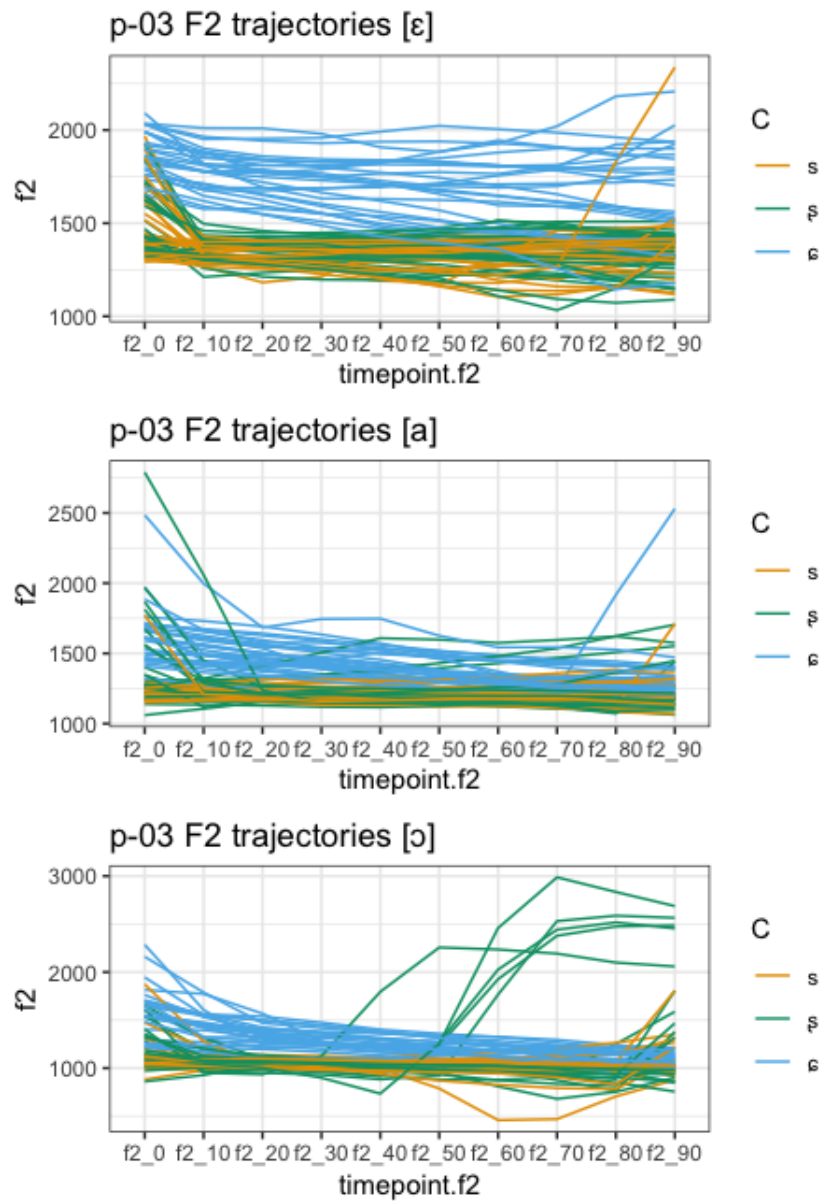 p-03 F2 trajectories [ɛ]
2000
1500
1000
f2
f2_0 f2_10 f2_20 f2_30 f2_40 f2_50 f2_60 f2_70 f2_80 f2_90
timepoint.f2
C
s
ʂ
ɕ
p-03 F2 trajectories [a]
2500
2000
1500
1000
f2
f2_0 f2_10 f2_20 f2_30 f2_40 f2_50 f2_60 f2_70 f2_80 f2_90
timepoint.f2
C
s
ʂ
ɕ
p-03 F2 trajectories [ɔ]
3000
2000
1000
f2
f2_0 f2_10 f2_20 f2_30 f2_40 f2_50 f2_60 f2_70 f2_80 f2_90
timepoint.f2
C
s
ʂ
ɕ